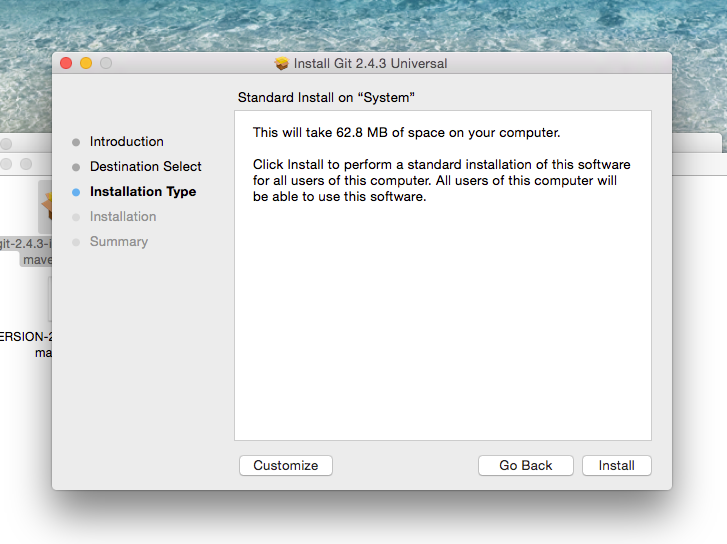 Install Git 2.4.3 Universal
Standard Install on “System”
Introduction
Destination Select
Installation Type
Installation
Summary
This will take 62.8 MB of space on your computer.
Click Install to perform a standard installation of this software
for all users of this computer. All users of this computer will
be able to use this software.
Customize
Go Back
Install
git-2.4.3-i
mave
ERSION-2
ma